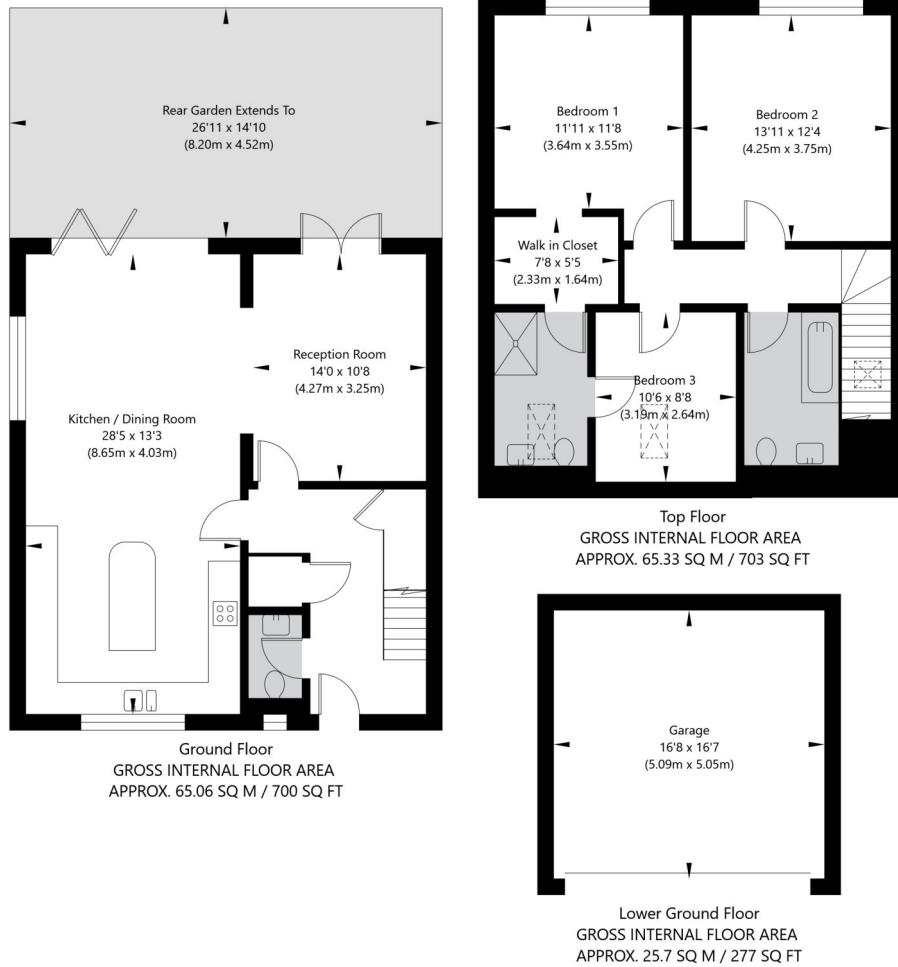 Rear Garden Extends To
26'11 x 14'10
(8.20m x 4.52m)
Reception Room
14'0 x 10'8
(4.27m x 3.25m)
Kitchen / Dining Room
28'5 x 13'3
(8.65m x 4.03m)
Ground Floor
GROSS INTERNAL FLOOR AREA
APPROX. 65.06 SQ M / 700 SQ FT
Bedroom 1
11'11 x 11'8
(3.64m x 3.55m)
Bedroom 2
13'11 x 12'4
(4.25m x 3.75m)
Walk in Closet
7'8 x 5'5
(2.33m x 1.64m)
Bedroom 3
10'6 x 8'8
(3.19m x 2.64m)
Top Floor
GROSS INTERNAL FLOOR AREA
APPROX. 65.33 SQ M / 703 SQ FT
Garage
16'8 x 16'7
(5.09m x 5.05m)
Lower Ground Floor
GROSS INTERNAL FLOOR AREA
APPROX. 25.7 SQ M / 277 SQ FT